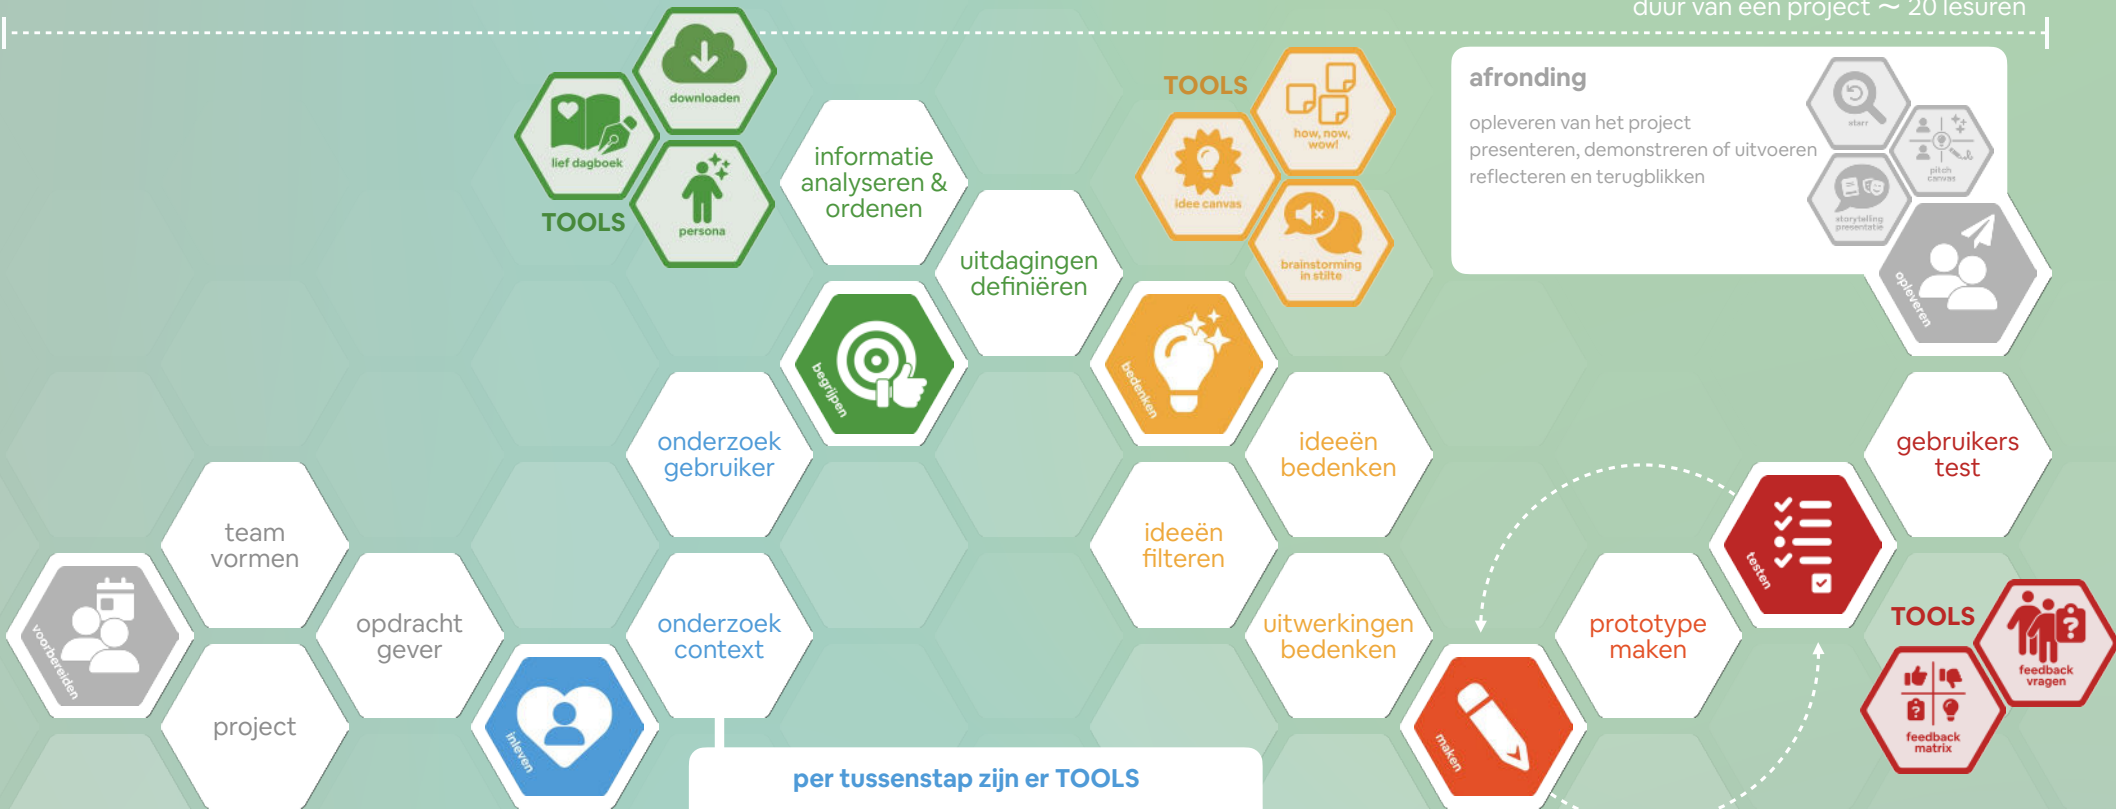 duur van een project ~ 20 lesuren
downloaden
lief dagboek
persona
TOOLS
informatie
analyseren &
ordenen
uitdagingen
definiëren
TOOLS
how, now,
wow!
idee canvas
brainstorming
in stilte
afronding
opleveren van het project
presenteren, demonstreren of uitvoeren
reflecteren en terugblikken
starr
pitch
canvas
storytelling
presentatie
opleveren
begrijpen
bedenken
onderzoek
gebruiker
ideeën
bedenken
gebruikers
test
team
vormen
ideeën
filteren
testen
voorbereiden
opdracht
gever
onderzoek
context
uitwerkingen
bedenken
prototype
maken
TOOLS
feedback
vragen
feedback
matrix
project
inleven
maken
per tussenstap zijn er TOOLS